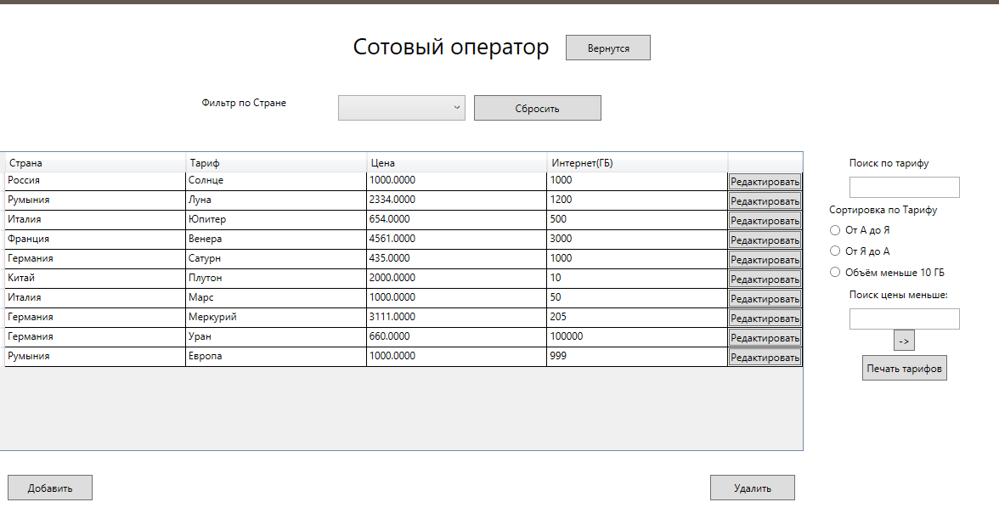 Сотовый оператор Вернутся
Фильтр по Стране Сбросить
Страна Тариф Цена Интернет(ГБ)
Россия Солнце 1000.0000 1000 Редактировать
Румыния Луна 2334.0000 1200 Редактировать
Италия Юпитер 654.0000 500 Редактировать
Франция Венера 4561.0000 3000 Редактировать
Германия Сатурн 435.0000 1000 Редактировать
Китай Плутон 2000.0000 10 Редактировать
Италия Марс 1000.0000 50 Редактировать
Германия Меркурий 3111.0000 205 Редактировать
Германия Уран 660.0000 100000 Редактировать
Румыния Европа 1000.0000 999 Редактировать
Поиск по тарифу
Сортировка по Тарифу
От А до Я
От Я до А
Объём меньше 10 ГБ
Поиск цены меньше:
->
Печать тарифов
Добавить Удалить